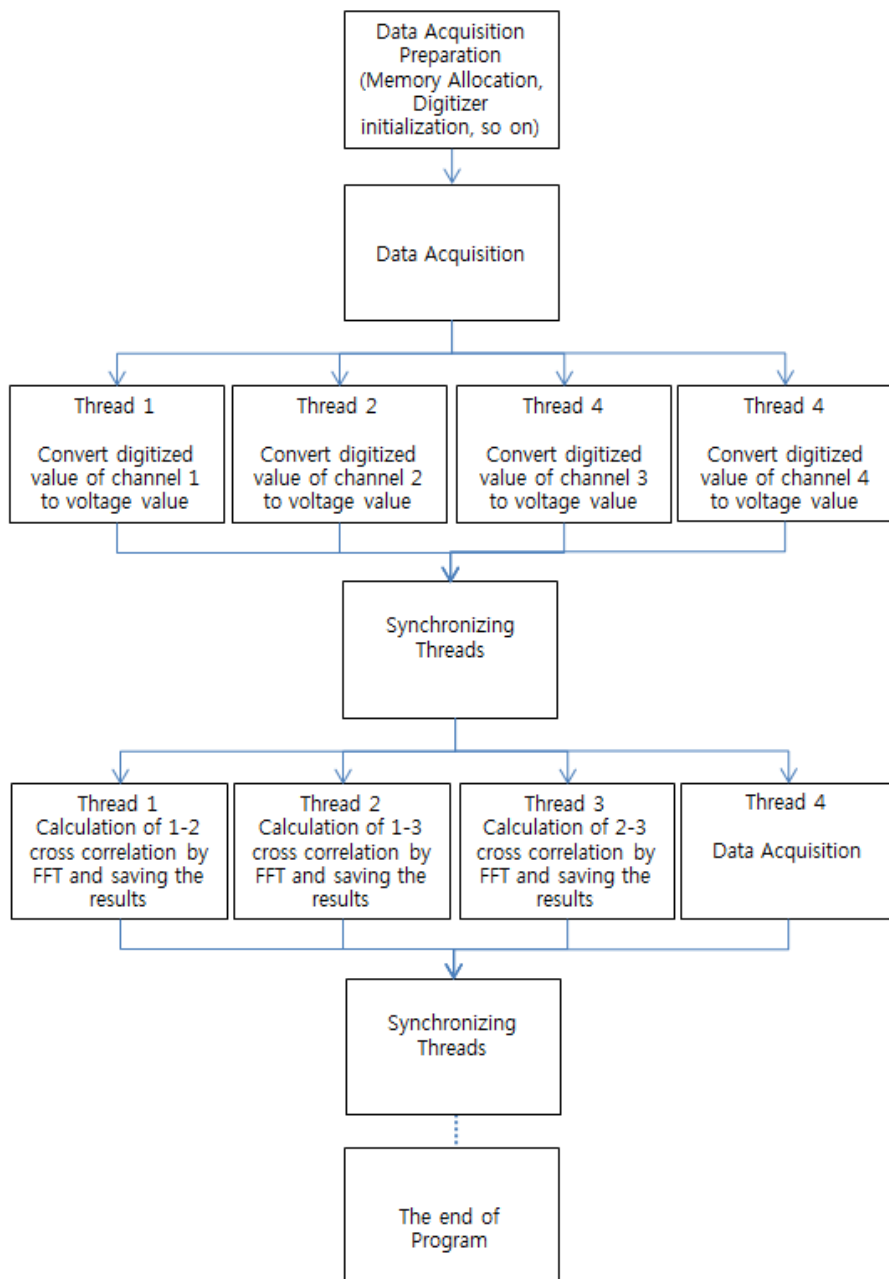 Data Acquisition
Preparation
(Memory Allocation,
Digitizer
initialization, so on)
Data Acquisition
Thread 1
Convert digitized
value of channel 1
to voltage value
Thread 2
Convert digitized
value of channel 2
to voltage value
Thread 4
Convert digitized
value of channel 3
to voltage value
Thread 4
Convert digitized
value of channel 4
to voltage value
Synchronizing
Threads
Thread 1
Calculation of 1-2
cross correlation by
FFT and saving the
results
Thread 2
Calculation of 1-3
cross correlation by
FFT and saving the
results
Thread 3
Calculation of 2-3
cross correlation by
FFT and saving the
results
Thread 4
Data Acquisition
Synchronizing
Threads
The end of
Program